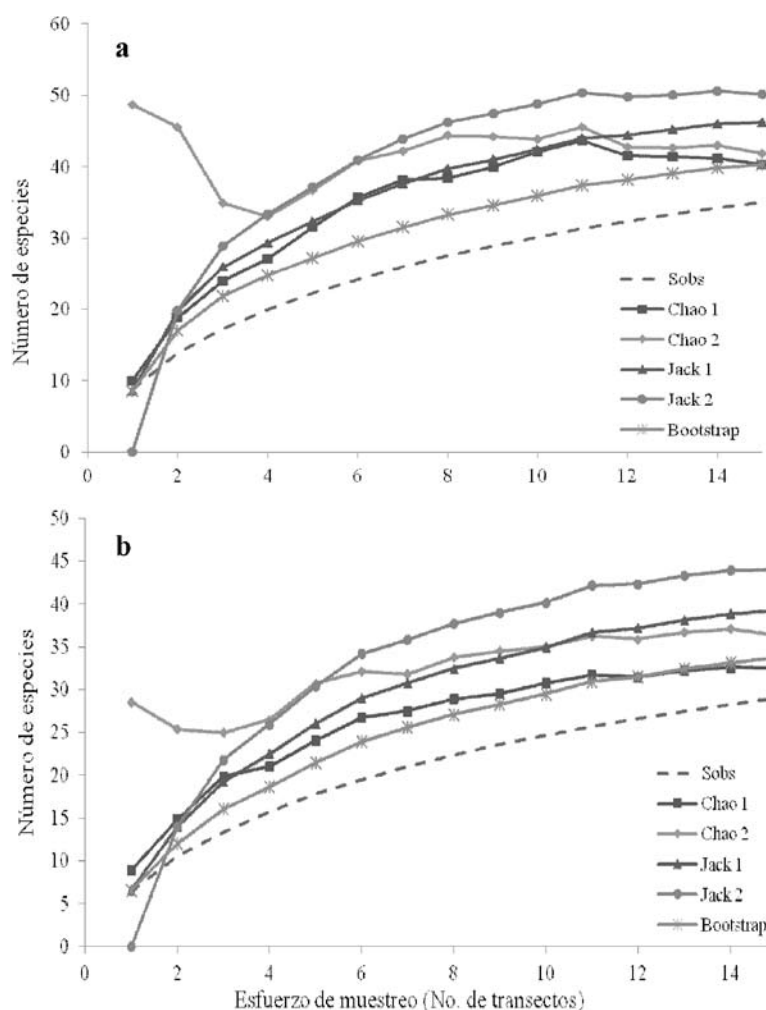 a
60
50
40
30
20
10
0
Número de especies
0 2 4 6 8 10 12 14
Sobs
Chao 1
Chao 2
Jack 1
Jack 2
Bootstrap
b
50
45
40
35
30
25
20
15
10
5
0
Número de especies
0 2 4 6 8 10 12 14
Sobs
Chao 1
Chao 2
Jack 1
Jack 2
Bootstrap
Esfuerzo de muestreo (No. de transectos)